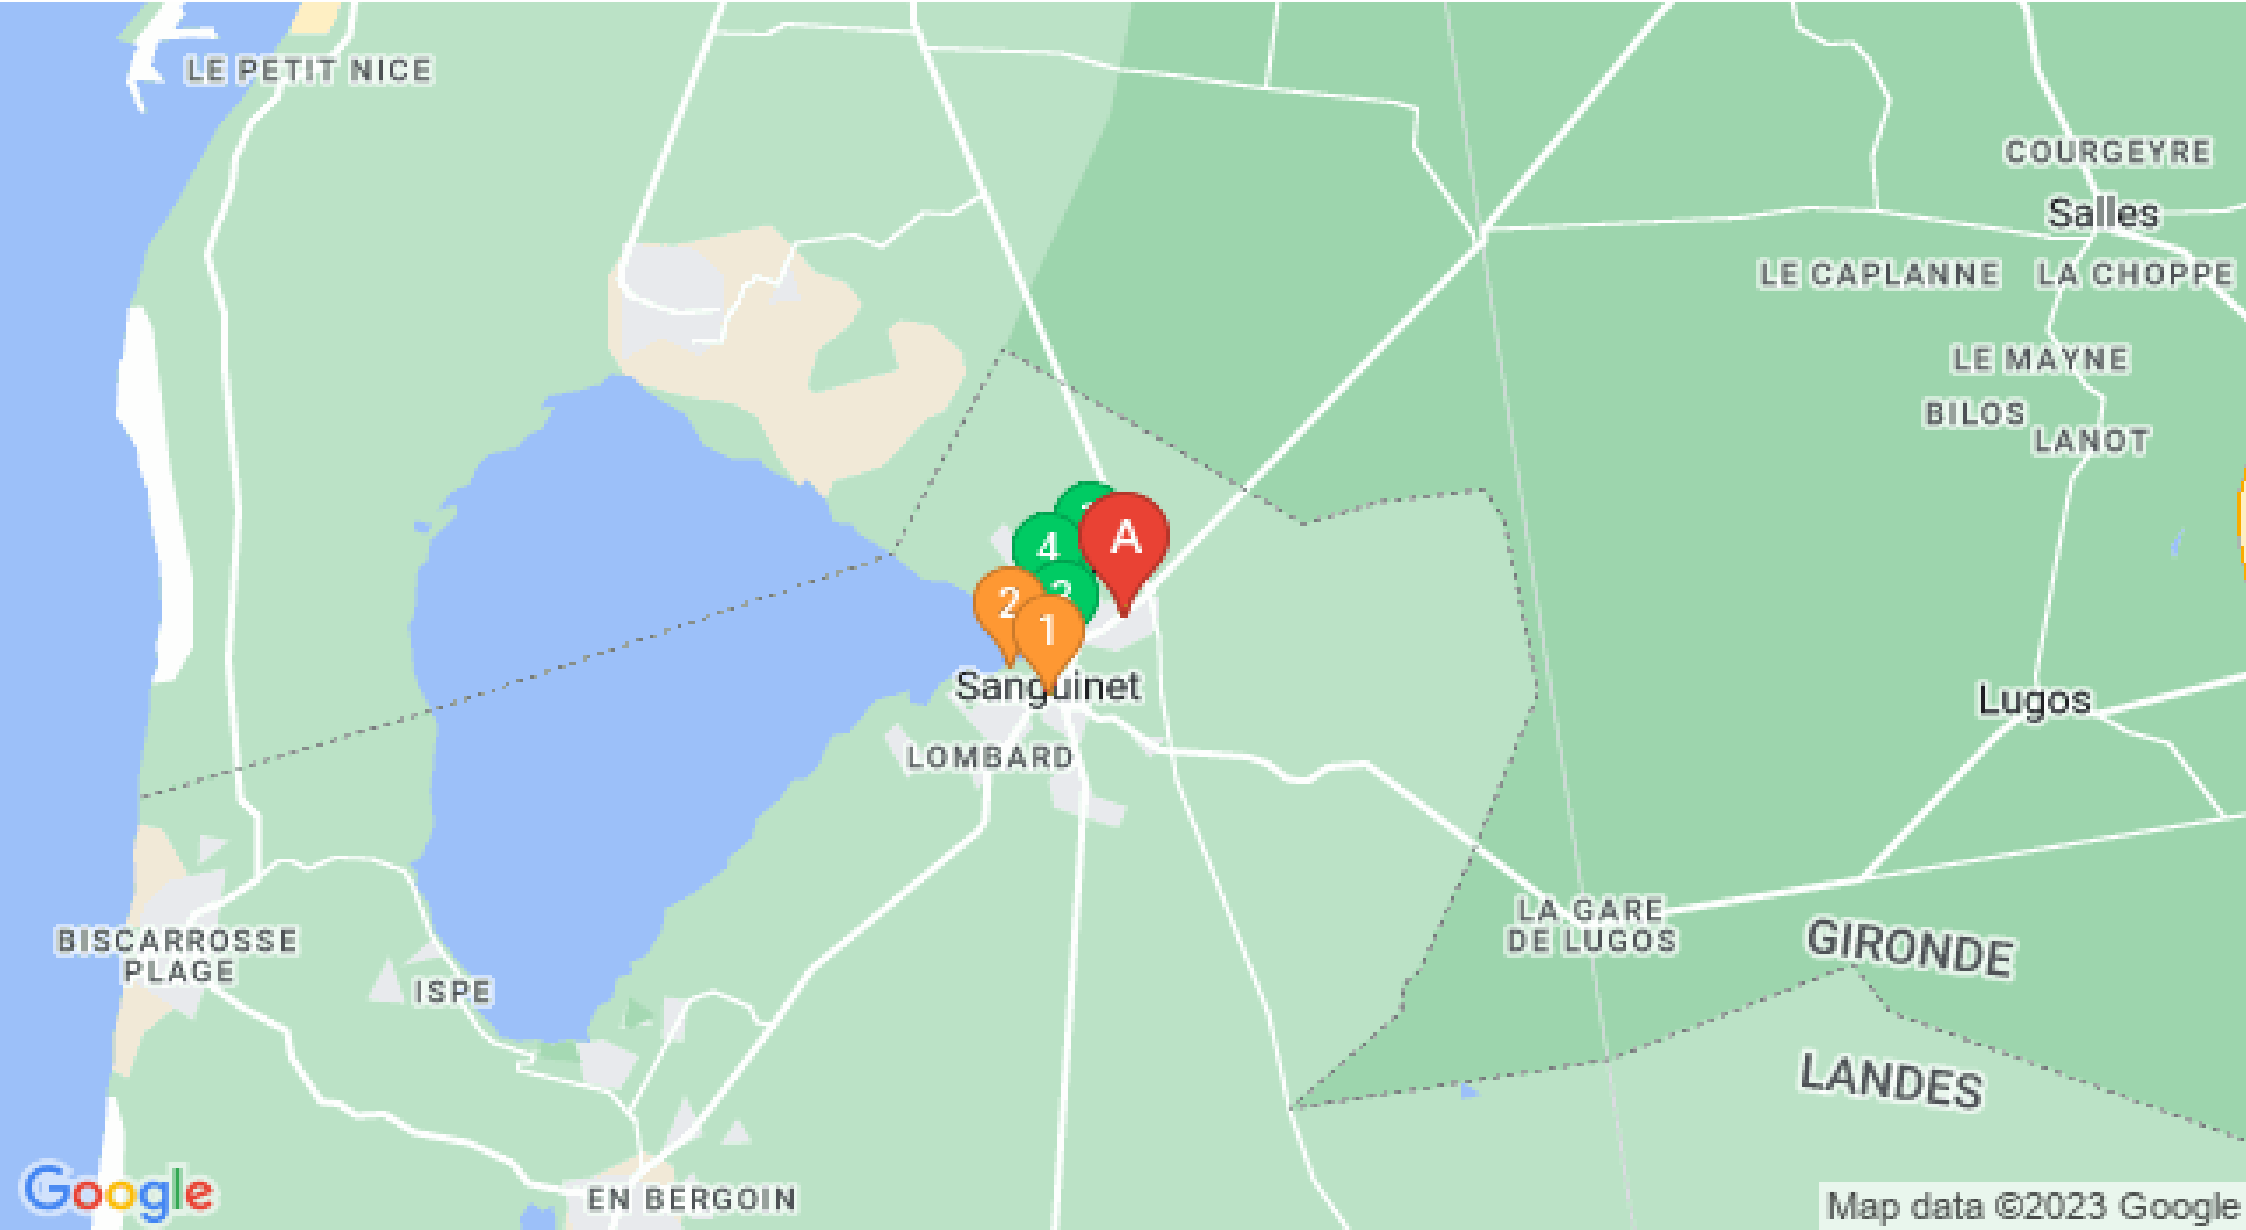 LE PETIT NICE
COURGEYRE
Salles
LE CAPLANNE
LA CHOPPE
LE MAYNE
BILOS
LANOT
A
4
2
1
Sanguinet
Lugos
LOMBARD
LA GARE
DE LUGOS
GIRONDE
BISCARROSSE
PLAGE
ISPE
LANDES
Google
EN BERGOIN
Map data ©2023 Google